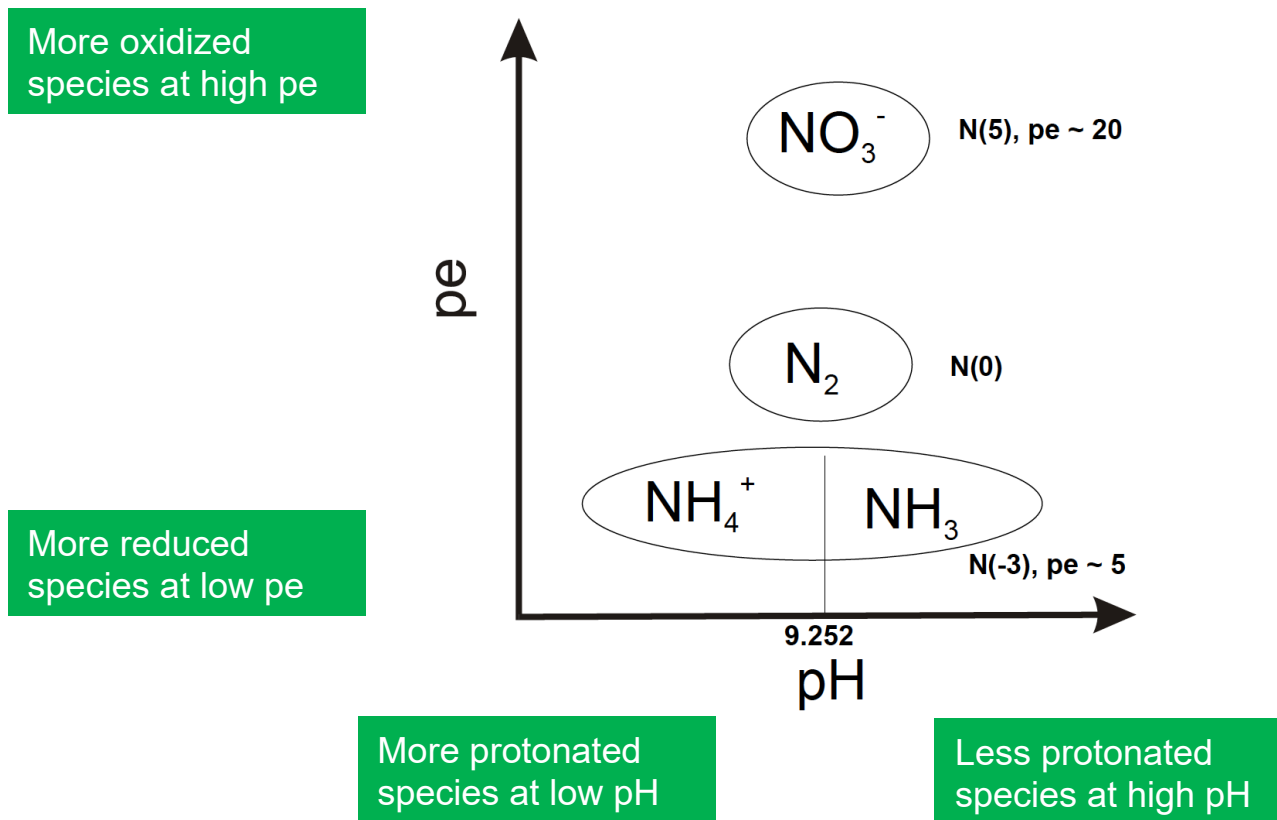 More oxidized
species at high pe
NO₃⁻
N(5), pe ~ 20
pe
N₂
N(0)
NH₄⁺
NH₃
More reduced
species at low pe
N(-3), pe ~ 5
9.252
pH
More protonated
species at low pH
Less protonated
species at high pH